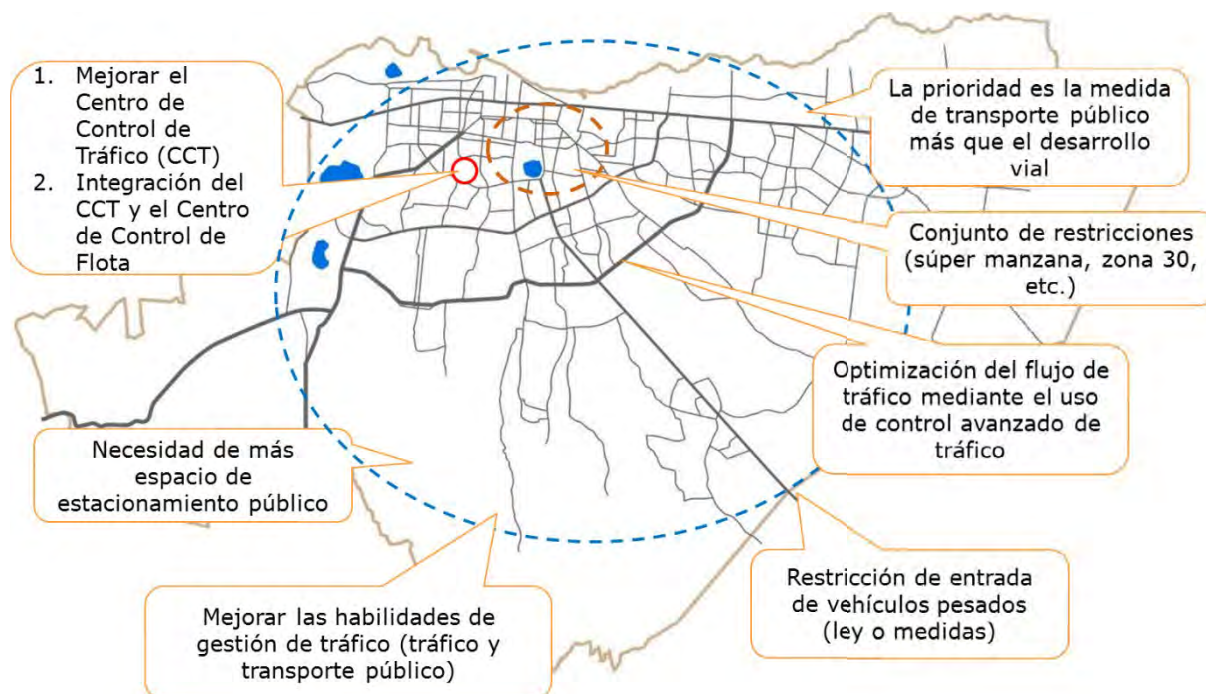 1. Mejorar el
Centro de
Control de
Tráfico (CCT)
2. Integración del
CCT y el Centro
de Control de
Flota
La prioridad es la medida
de transporte público
más que el desarrollo
vial
Conjunto de restricciones
(súper manzana, zona 30,
etc.)
Optimización del flujo de
tráfico mediante el uso
de control avanzado de
tráfico
Necesidad de más
espacio de
estacionamiento público
Restricción de entrada
de vehículos pesados
(ley o medidas)
Mejorar las habilidades de
gestión de tráfico (tráfico y
transporte público)